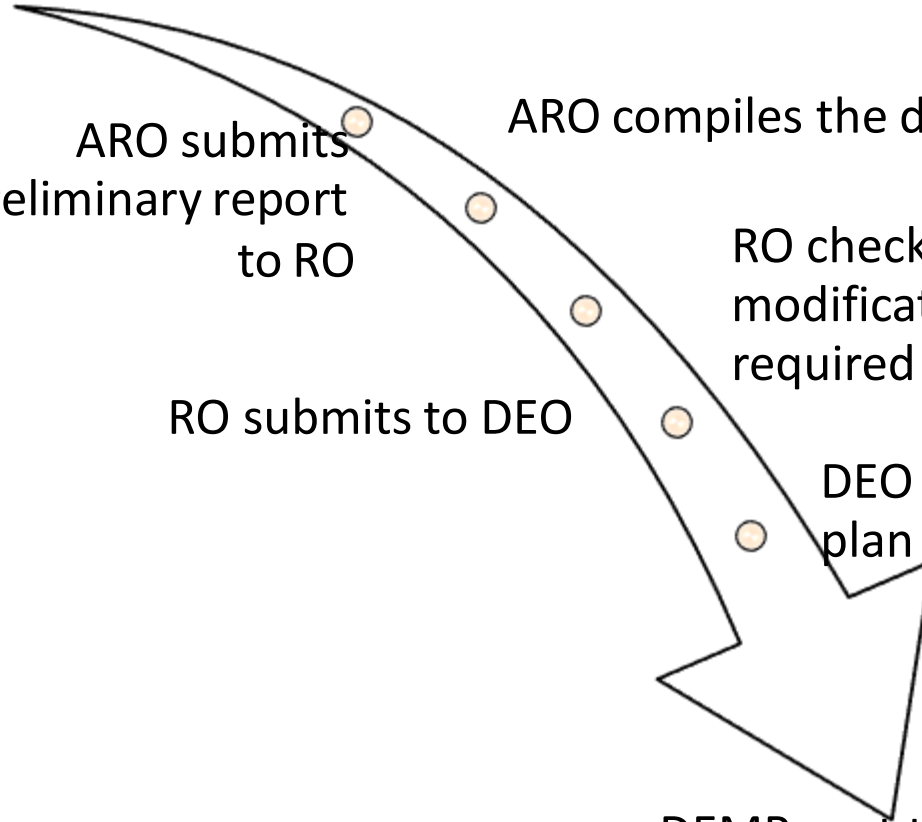 ARO compiles the d
ARO submits
eliminary report
to RO
RO check
modificat
required
RO submits to DEO
DEO
plan